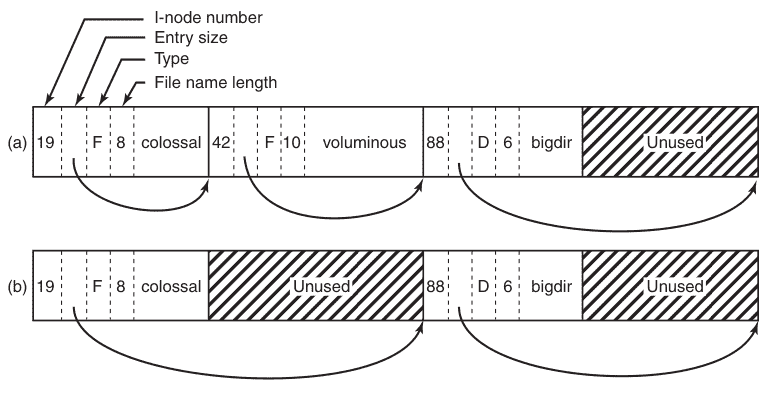 I-node number
Entry size
Type
File name length
(a) 19 F 8 colossal 42 F 10 voluminous 88 D 6 bigdir Unused
(b) 19 F 8 colossal Unused 88 D 6 bigdir Unused